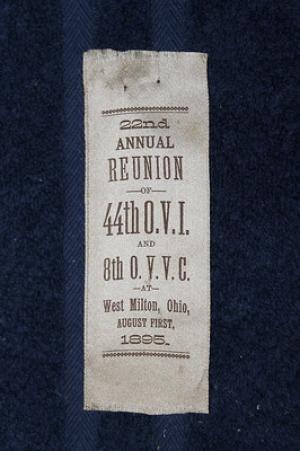 22nd
ANNUAL
REUNION
—OF—
44th O.V.I.
AND
8th O. V. V. C.
—AT—
West Milton, Ohio,
AUGUST FIRST,
1895.